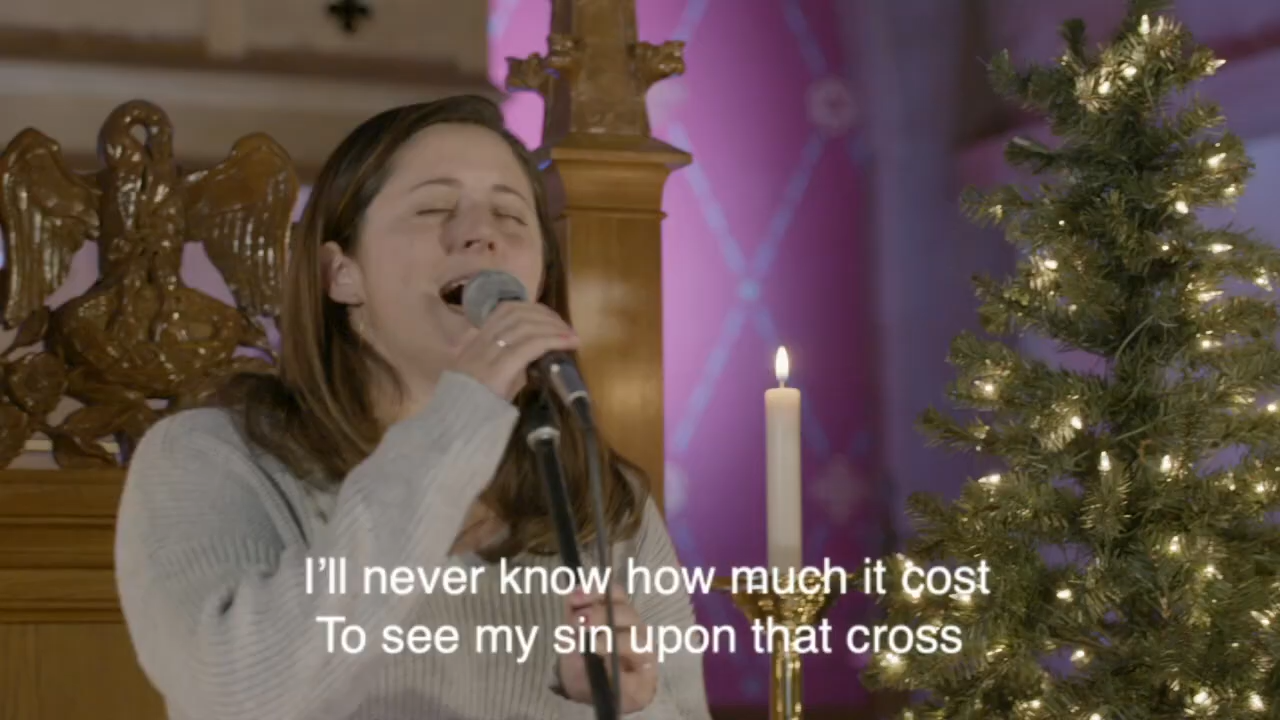 I’ll never know how much it cost
To see my sin upon that cross